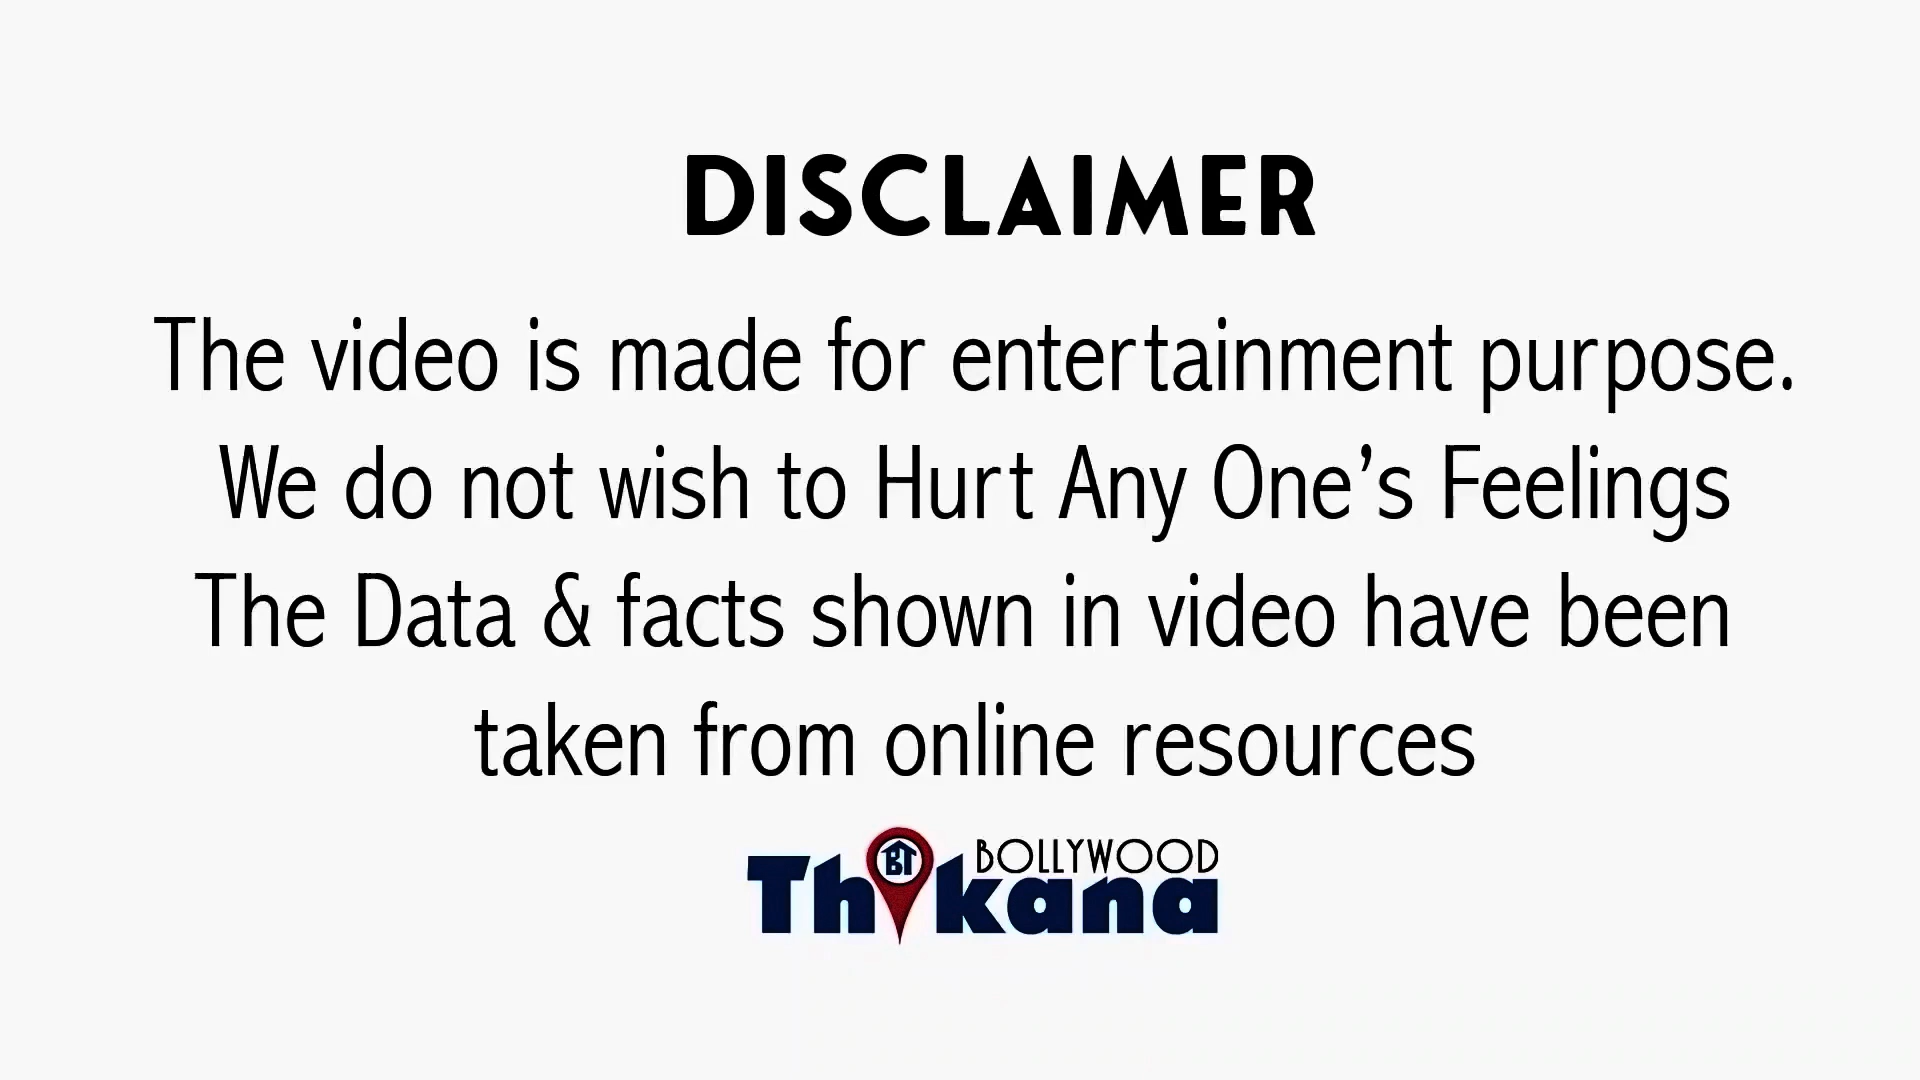 DISCLAIMER
The video is made for entertainment purpose.
We do not wish to Hurt Any One’s Feelings
The Data & facts shown in video have been
taken from online resources
BT
BOLLYWOOD
Thikana